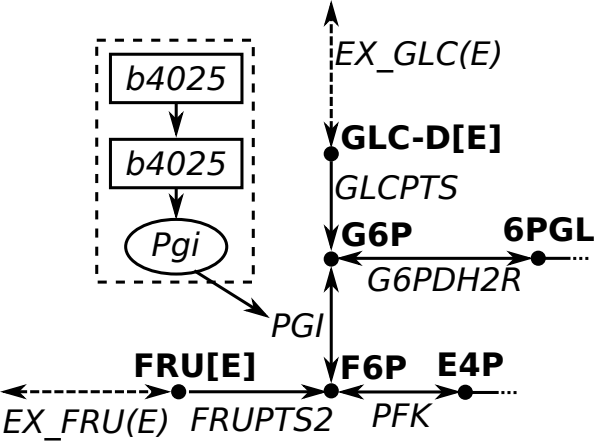 EX_GLC(E)
b4025
GLC-D[E]
b4025
GLCPTS
G6P
6PGL
Pgi
G6PDH2R
PGI
FRU[E]
F6P
E4P
EX_FRU(E)
FRUPTS2
PFK